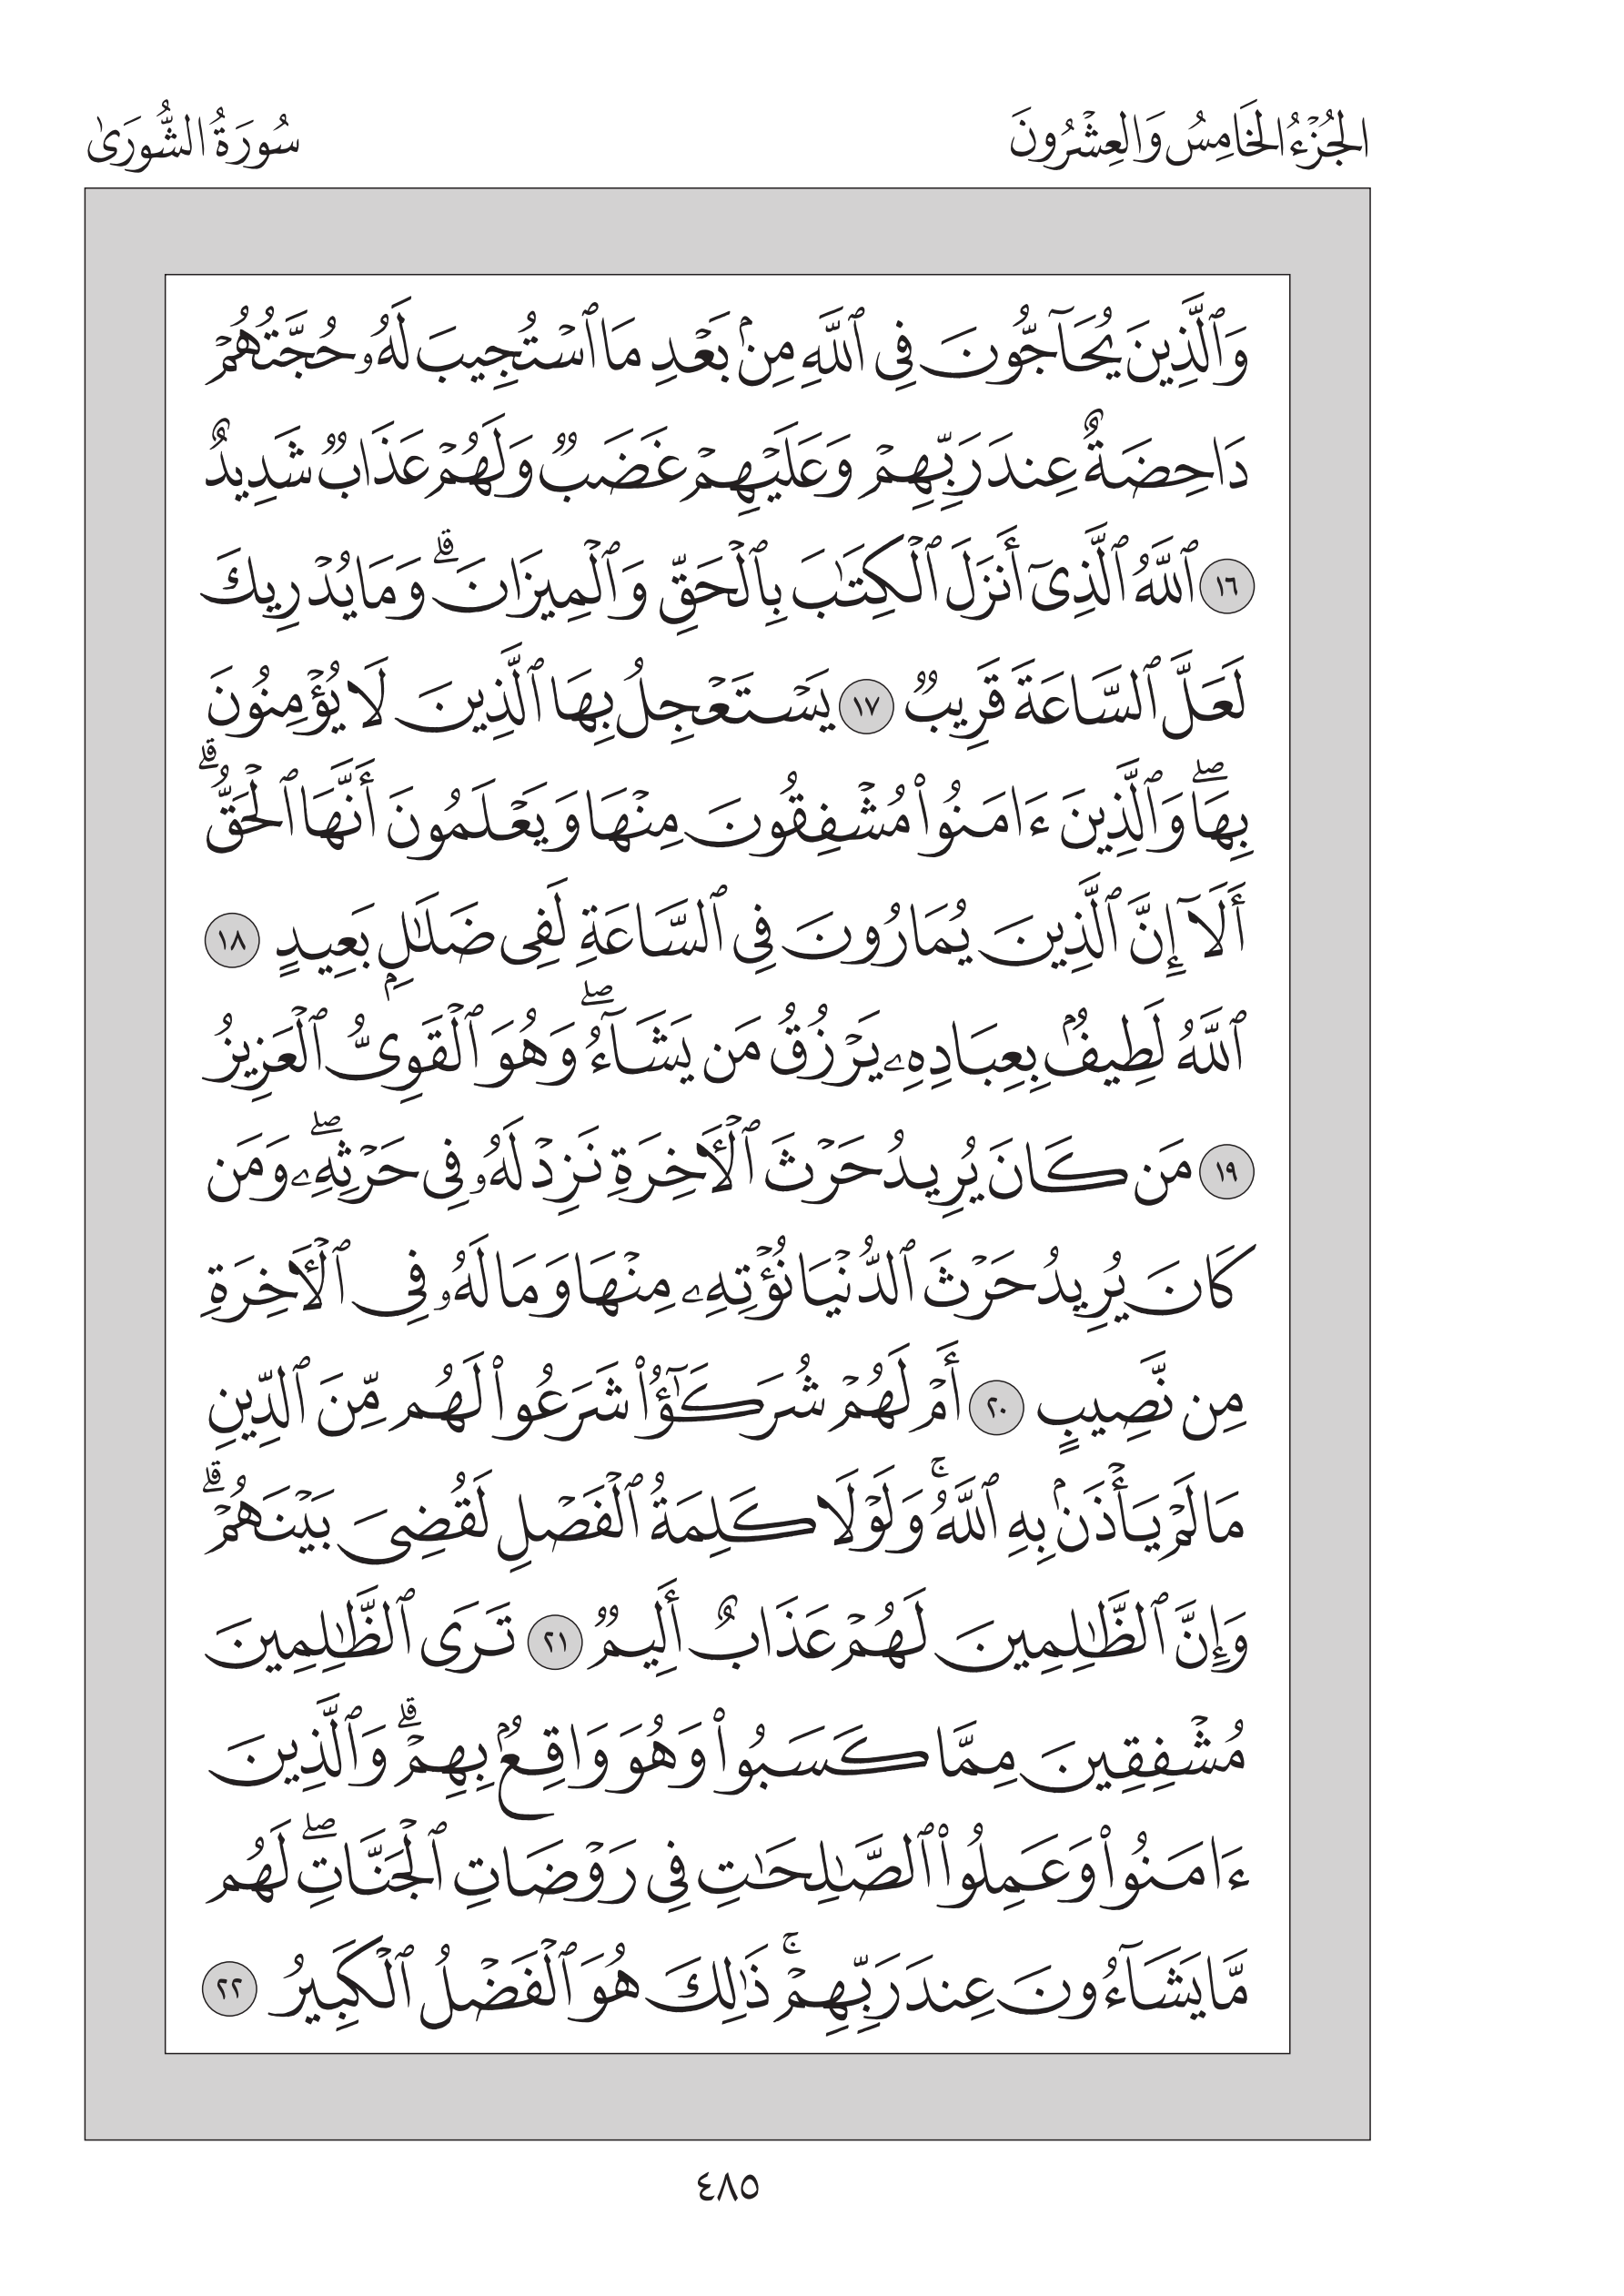 الجُزْءُ الخَامِسُ وَالعِشْرُونَ
سُورَةُ الشُّورَىٰ
وَٱلَّذِينَ يُحَآجُّونَ فِى ٱللَّهِ مِنۢ بَعْدِ مَا ٱسْتُجِيبَ لَهُۥ حُجَّتُهُمْ
دَاحِضَةٌ عِندَ رَبِّهِمْ وَعَلَيْهِمْ غَضَبٌ وَلَهُمْ عَذَابٌ شَدِيدٌ
١٦ ٱللَّهُ ٱلَّذِىٓ أَنزَلَ ٱلْكِتَٰبَ بِٱلْحَقِّ وَٱلْمِيزَانَ ۗ وَمَا يُدْرِيكَ
لَعَلَّ ٱلسَّاعَةَ قَرِيبٌ ١٧ يَسْتَعْجِلُ بِهَا ٱلَّذِينَ لَا يُؤْمِنُونَ
بِهَا ۖ وَٱلَّذِينَ ءَامَنُوا۟ مُشْفِقُونَ مِنْهَا وَيَعْلَمُونَ أَنَّهَا ٱلْحَقُّ ۗ
أَلَآ إِنَّ ٱلَّذِينَ يُمَارُونَ فِى ٱلسَّاعَةِ لَفِى ضَلَٰلٍۭ بَعِيدٍ ١٨
ٱللَّهُ لَطِيفٌۢ بِعِبَادِهِۦ يَرْزُقُ مَن يَشَآءُ ۖ وَهُوَ ٱلْقَوِىُّ ٱلْعَزِيزُ
١٩ مَن كَانَ يُرِيدُ حَرْثَ ٱلْأَخِرَةِ نَزِدْ لَهُۥ فِى حَرْثِهِۦ ۖ وَمَن
كَانَ يُرِيدُ حَرْثَ ٱلدُّنْيَا نُؤْتِهِۦ مِنْهَا وَمَا لَهُۥ فِى ٱلْأَخِرَةِ
مِن نَّصِيبٍ ٢٠ أَمْ لَهُمْ شُرَكَٰٓؤُا۟ شَرَعُوا۟ لَهُم مِّنَ ٱلدِّينِ
مَا لَمْ يَأْذَنۢ بِهِ ٱللَّهُ ۚ وَلَوْلَا كَلِمَةُ ٱلْفَصْلِ لَقُضِىَ بَيْنَهُمْ ۗ
وَإِنَّ ٱلظَّٰلِمِينَ لَهُمْ عَذَابٌ أَلِيمٌ ٢١ تَرَى ٱلظَّٰلِمِينَ
مُشْفِقِينَ مِمَّا كَسَبُوا۟ وَهُوَ وَاقِعٌۢ بِهِمْ ۗ وَٱلَّذِينَ
ءَامَنُوا۟ وَعَمِلُوا۟ ٱلصَّٰلِحَٰتِ فِى رَوْضَاتِ ٱلْجَنَّاتِ ۖ لَهُم
مَّا يَشَآءُونَ عِندَ رَبِّهِمْ ۚ ذَٰلِكَ هُوَ ٱلْفَضْلُ ٱلْكَبِيرُ ٢٢
٤٨٥